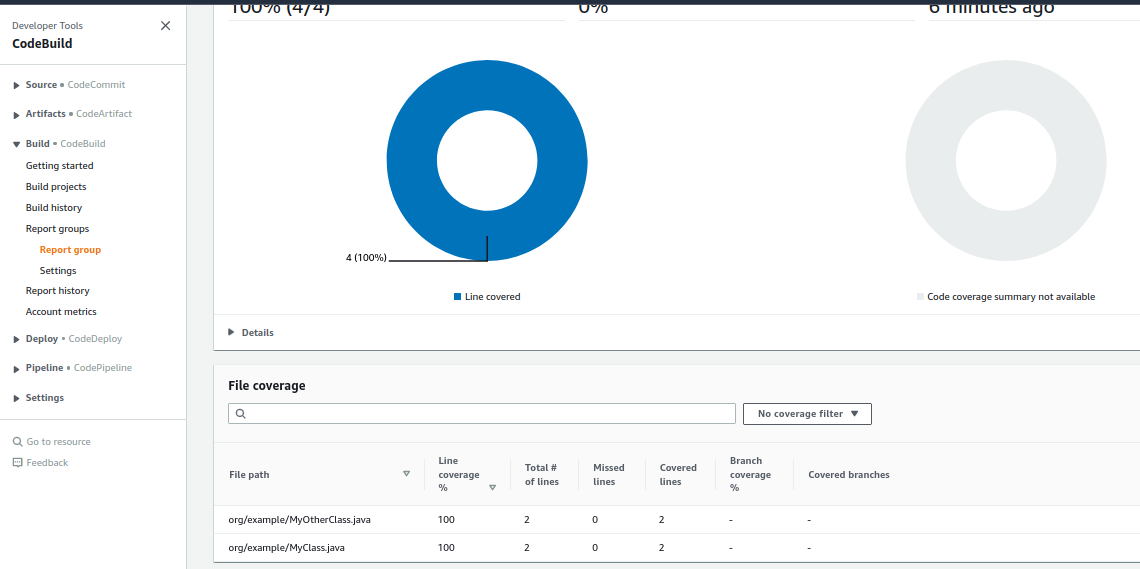 Developer Tools
CodeBuild
Source • CodeCommit
Artifacts • CodeArtifact
Build • CodeBuild
Getting started
Build projects
Build history
Report groups
Report group
Settings
Report history
Account metrics
Deploy • CodeDeploy
Pipeline • CodePipeline
Settings
Go to resource
Feedback
100% (4/4)
0%
6 minutes ago
4 (100%)
Line covered
Code coverage summary not available
Details
File coverage
No coverage filter
File path
Line coverage %
Total # of lines
Missed lines
Covered lines
Branch coverage %
Covered branches
org/example/MyOtherClass.java 100 2 0 2 - -
org/example/MyClass.java 100 2 0 2 - -